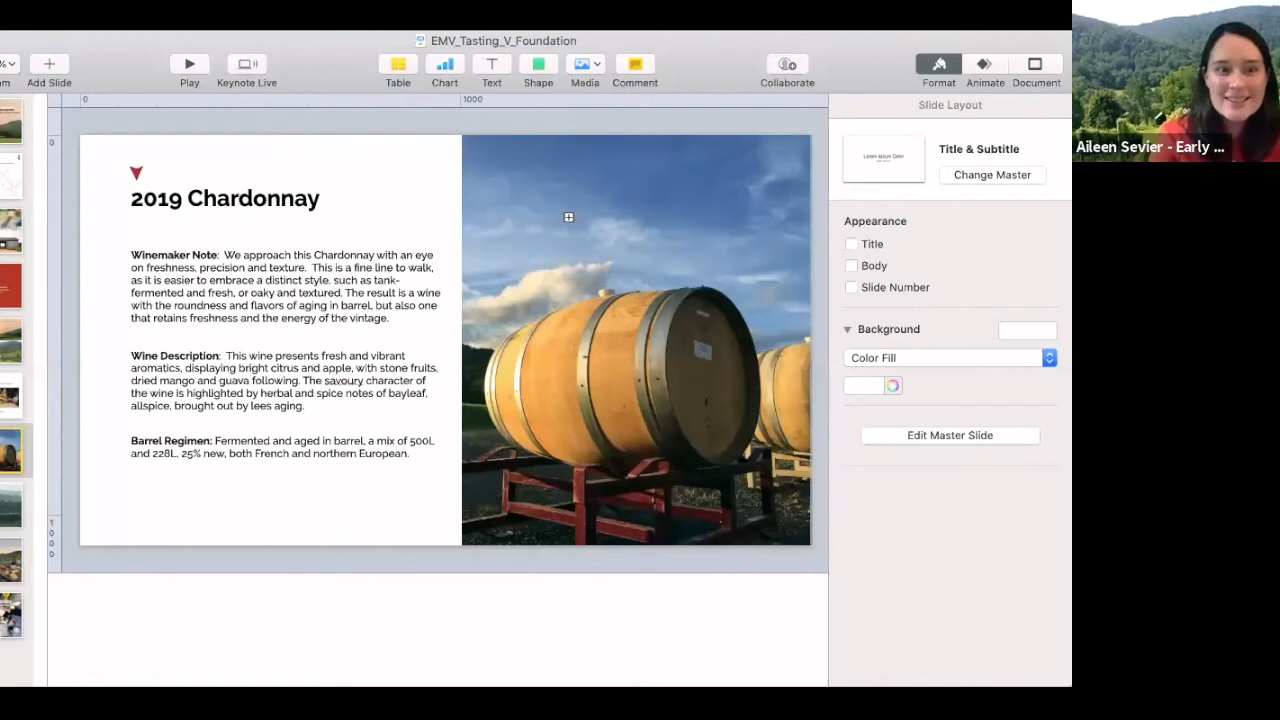 EMV_Tasting_V_Foundation
%
Add Slide
Play
Keynote Live
Table
Chart
Text
Shape
Media
Comment
Collaborate
Format
Animate
Document
0
1000
Slide Layout
Aileen Sevier - Early ...
0
2019 Chardonnay
Winemaker Note: We approach this Chardonnay with an eye
on freshness, precision and texture. This is a fine line to walk,
as it is easier to embrace a distinct style, such as tank-
fermented and fresh, or oaky and textured. The result is a wine
with the roundness and flavors of aging in barrel, but also one
that retains freshness and the energy of the vintage.
Wine Description: This wine presents fresh and vibrant
aromatics, displaying bright citrus and apple, with stone fruits,
dried mango and guava following. The savoury character of
the wine is highlighted by herbal and spice notes of bayleaf,
allspice, brought out by lees aging.
Barrel Regimen: Fermented and aged in barrel, a mix of 500L
and 228L, 25% new, both French and northern European.
1
0
0
0
Lorem Ipsum Dolor
Title & Subtitle
Change Master
Appearance
Title
Body
Slide Number
Background
Color Fill
Edit Master Slide